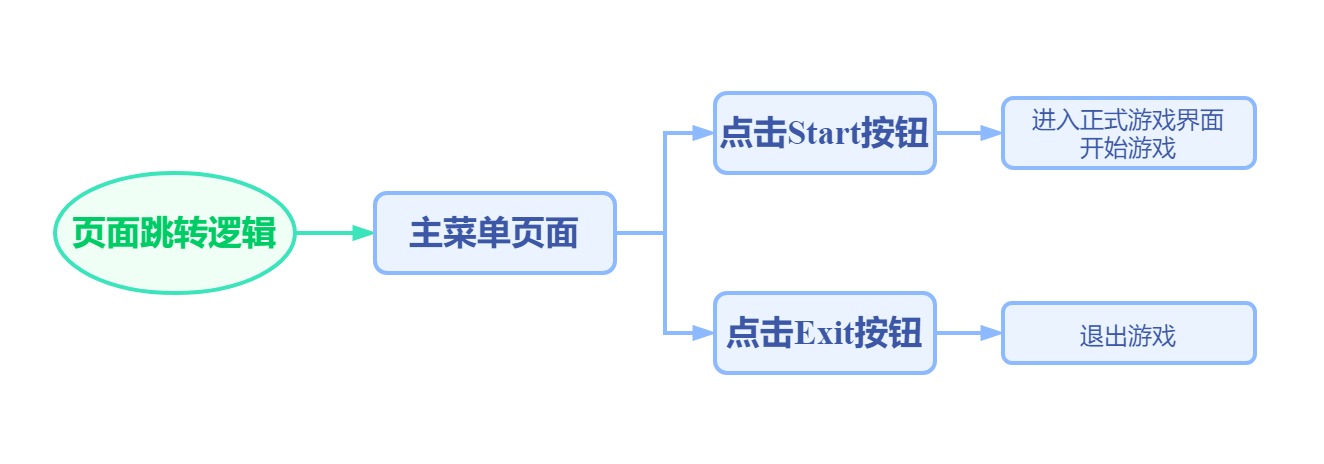 页面跳转逻辑
主菜单页面
点击Start按钮
进入正式游戏界面
开始游戏
点击Exit按钮
退出游戏